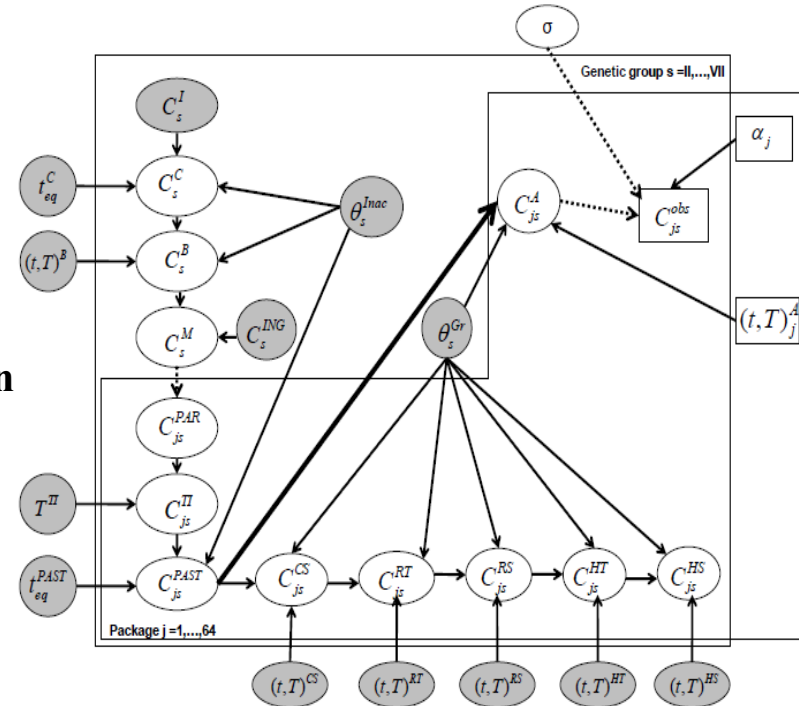 σ
Genetic group s =II,...,VII
C_s^I
α_j
t_eq^C
C_s^C
θ_s^Inac
C_js^A
C_js^obs
(t,T)^B
C_s^B
C_s^M
C_s^ING
θ_s^Gr
(t,T)_j^A
n
C_js^PAR
T^TI
C_js^TI
t_eq^PAST
C_js^PAST
C_js^CS
C_js^RT
C_js^RS
C_js^HT
C_js^HS
Package j =1,...,64
(t,T)^CS
(t,T)^RT
(t,T)^RS
(t,T)^HT
(t,T)^HS